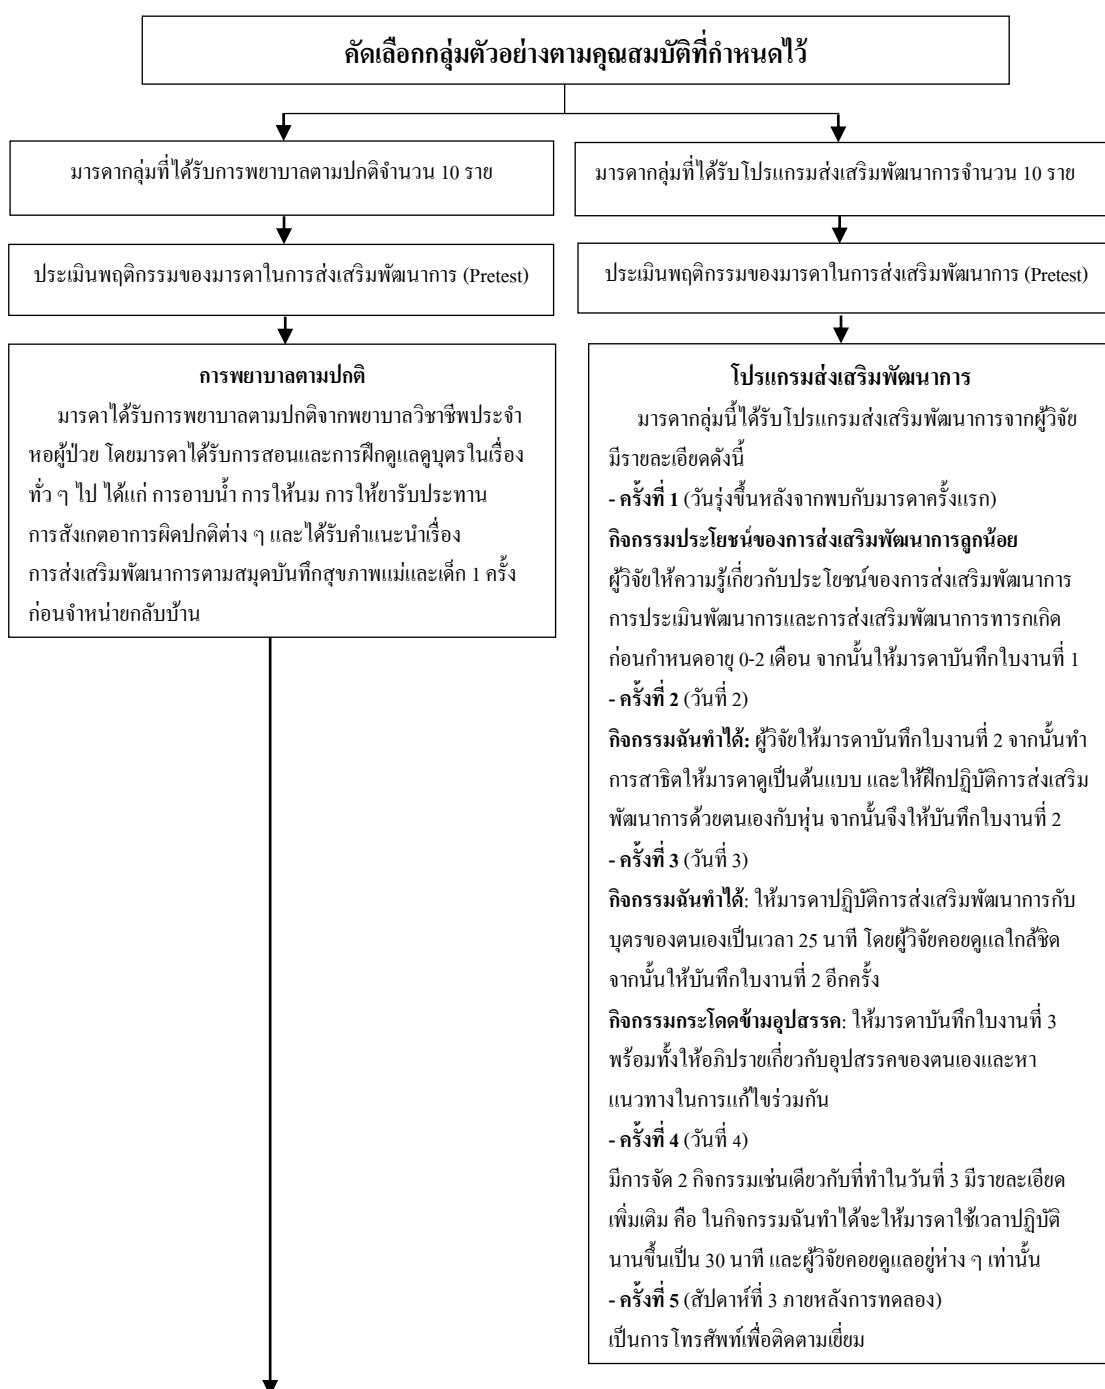 คัดเลือกกลุ่มตัวอย่างตามคุณสมบัติที่กำหนดไว้
มารดากลุ่มที่ได้รับการพยาบาลตามปกติจำนวน 10 ราย
มารดากลุ่มที่ได้รับโปรแกรมส่งเสริมพัฒนาการจำนวน 10 ราย
ประเมินพฤติกรรมของมารดาในการส่งเสริมพัฒนาการ (Pretest)
ประเมินพฤติกรรมของมารดาในการส่งเสริมพัฒนาการ (Pretest)
การพยาบาลตามปกติ
มารดาได้รับการพยาบาลตามปกติจากพยาบาลวิชาชีพประจำ
หอผู้ป่วย โดยมารดาได้รับการสอนและการฝึกดูแลดูบุตรในเรื่อง
ทั่ว ๆ ไป ได้แก่ การอาบน้ำ การให้นม การให้ยารับประทาน
การสังเกตอาการผิดปกติต่าง ๆ และได้รับคำแนะนำเรื่อง
การส่งเสริมพัฒนาการตามสมุดบันทึกสุขภาพแม่และเด็ก 1 ครั้ง
ก่อนจำหน่ายกลับบ้าน
โปรแกรมส่งเสริมพัฒนาการ
มารดากลุ่มนี้ได้รับโปรแกรมส่งเสริมพัฒนาการจากผู้วิจัย
มีรายละเอียดดังนี้
- ครั้งที่ 1 (วันรุ่งขึ้นหลังจากพบกับมารดาครั้งแรก)
กิจกรรมประโยชน์ของการส่งเสริมพัฒนาการลูกน้อย
ผู้วิจัยให้ความรู้เกี่ยวกับประโยชน์ของการส่งเสริมพัฒนาการ
การประเมินพัฒนาการและการส่งเสริมพัฒนาการทารกเกิด
ก่อนกำหนดอายุ 0-2 เดือน จากนั้นให้มารดาบันทึกใบงานที่ 1
- ครั้งที่ 2 (วันที่ 2)
กิจกรรมฉันทำได้: ผู้วิจัยให้มารดาบันทึกใบงานที่ 2 จากนั้นทำ
การสาธิตให้มารดาดูเป็นต้นแบบ และให้ฝึกปฏิบัติการส่งเสริม
พัฒนาการด้วยตนเองกับหุ่น จากนั้นจึงให้บันทึกใบงานที่ 2
- ครั้งที่ 3 (วันที่ 3)
กิจกรรมฉันทำได้: ให้มารดาปฏิบัติการส่งเสริมพัฒนาการกับ
บุตรของตนเองเป็นเวลา 25 นาที โดยผู้วิจัยคอยดูแลใกล้ชิด
จากนั้นให้บันทึกใบงานที่ 2 อีกครั้ง
กิจกรรมกระโดดข้ามอุปสรรค: ให้มารดาบันทึกใบงานที่ 3
พร้อมทั้งให้อภิปรายเกี่ยวกับอุปสรรคของตนเองและหา
แนวทางในการแก้ไขร่วมกัน
- ครั้งที่ 4 (วันที่ 4)
มีการจัด 2 กิจกรรมเช่นเดียวกับที่ทำในวันที่ 3 มีรายละเอียด
เพิ่มเติม คือ ในกิจกรรมฉันทำได้จะให้มารดาใช้เวลาปฏิบัติ
นานขึ้นเป็น 30 นาที และผู้วิจัยคอยดูแลอยู่ห่าง ๆ เท่านั้น
- ครั้งที่ 5 (สัปดาห์ที่ 3 ภายหลังการทดลอง)
เป็นการโทรศัพท์เพื่อติดตามเยี่ยม